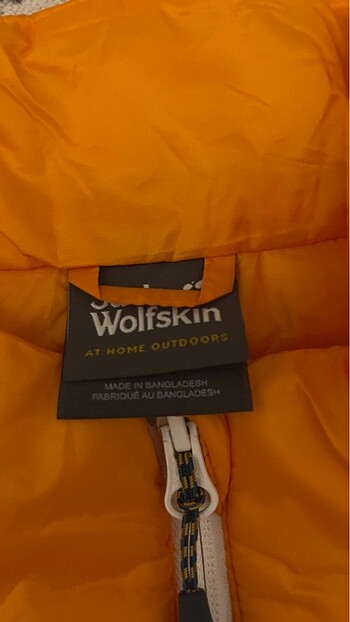 Wolfskin
AT HOME OUTDOORS
MADE IN BANGLADESH
FABRIQUÉ AU BANGLADESH